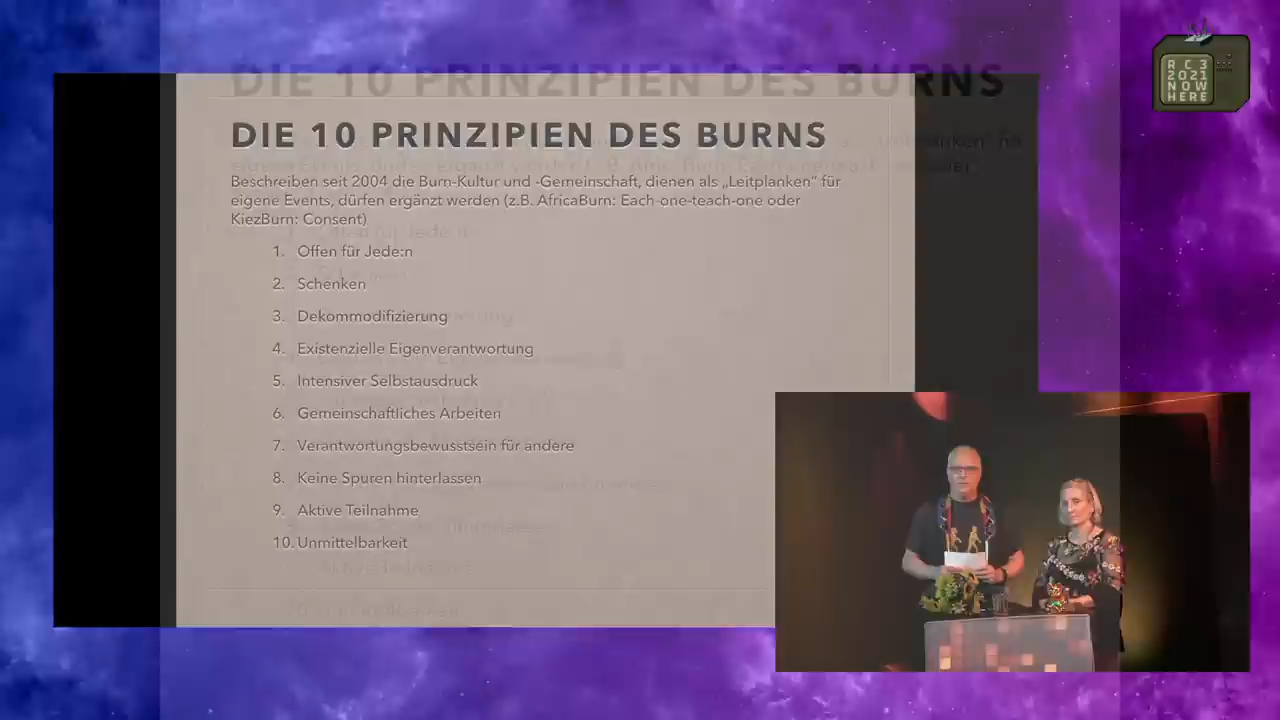 DIE 10 PRINZIPIEN DES BURNS
Beschreiben seit 2004 die Burn-Kultur und -Gemeinschaft, dienen als „Leitplanken“ für
eigene Events, dürfen ergänzt werden (z.B. AfricaBurn: Each-one-teach-one oder
KiezBurn: Consent)
1. Offen für Jede:n
2. Schenken
3. Dekommodifizierung
4. Existenzielle Eigenverantwortung
5. Intensiver Selbstausdruck
6. Gemeinschaftliches Arbeiten
7. Verantwortungsbewusstsein für andere
8. Keine Spuren hinterlassen
9. Aktive Teilnahme
10. Unmittelbarkeit
RC3
2021
NOW
HERE